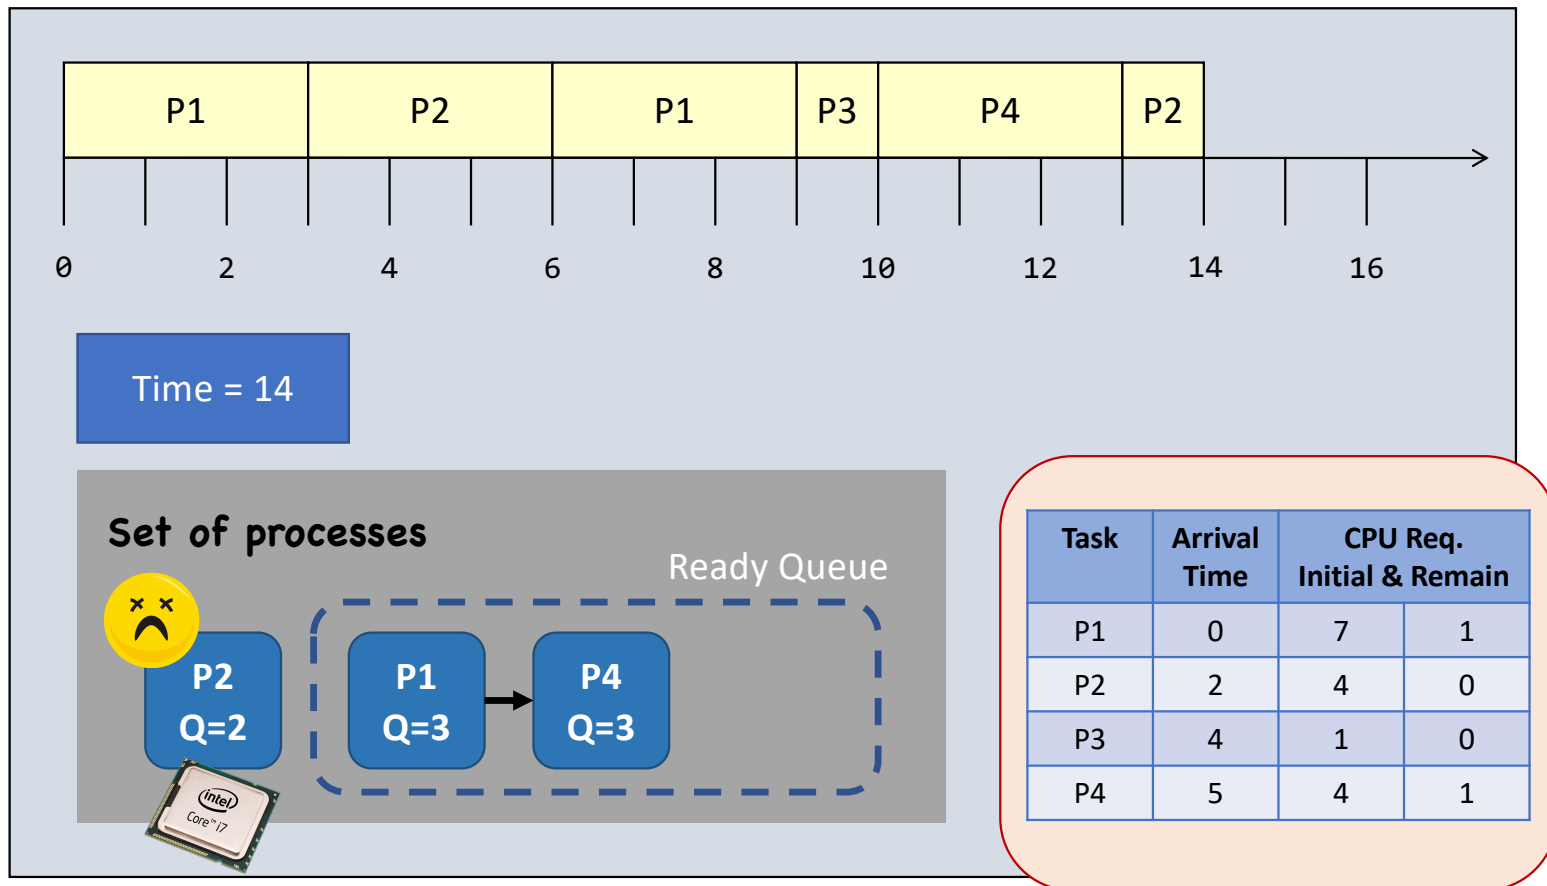 P1 P2 P1 P3 P4 P2
0 2 4 6 8 10 12 14 16
Time = 14
Set of processes
Ready Queue
P2
Q=2
P1
Q=3
P4
Q=3
intel
Core™ i7
Task Arrival Time CPU Req. Initial & Remain
P1 0 7 1
P2 2 4 0
P3 4 1 0
P4 5 4 1